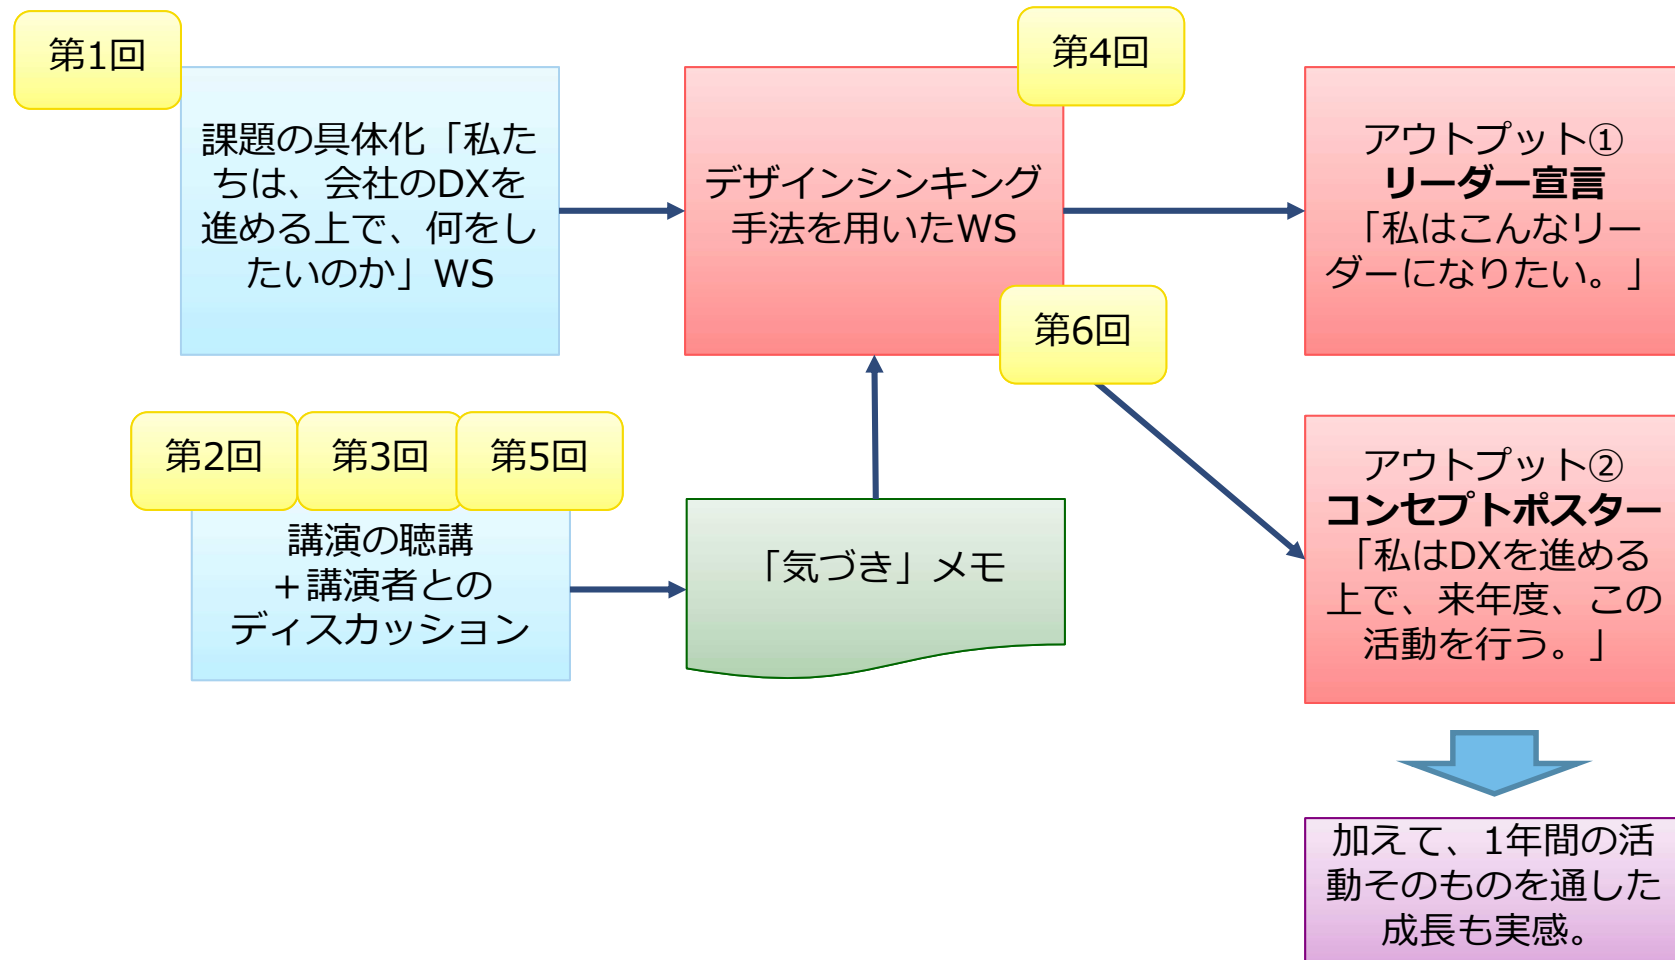 第1回
課題の具体化「私た
ちは、会社のDXを
進める上で、何をし
たいのか」WS
第4回
デザインシンキング
手法を用いたWS
第6回
アウトプット①
リーダー宣言
「私はこんなリー
ダーになりたい。」
第2回
第3回
第5回
講演の聴講
＋講演者との
ディスカッション
「気づき」メモ
アウトプット②
コンセプトポスター
「私はDXを進める
上で、来年度、この
活動を行う。」
加えて、1年間の活
動そのものを通した
成長も実感。